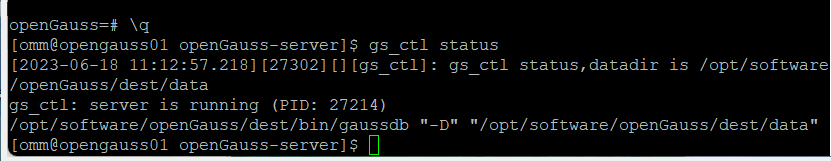 openGauss=# \q
[omm@opengauss01 openGauss-server]$ gs_ctl status
[2023-06-18 11:12:57.218][27302][][gs_ctl]: gs_ctl status,datadir is /opt/software
/openGauss/dest/data
gs_ctl: server is running (PID: 27214)
/opt/software/openGauss/dest/bin/gaussdb "-D" "/opt/software/openGauss/dest/data"
[omm@opengauss01 openGauss-server]$